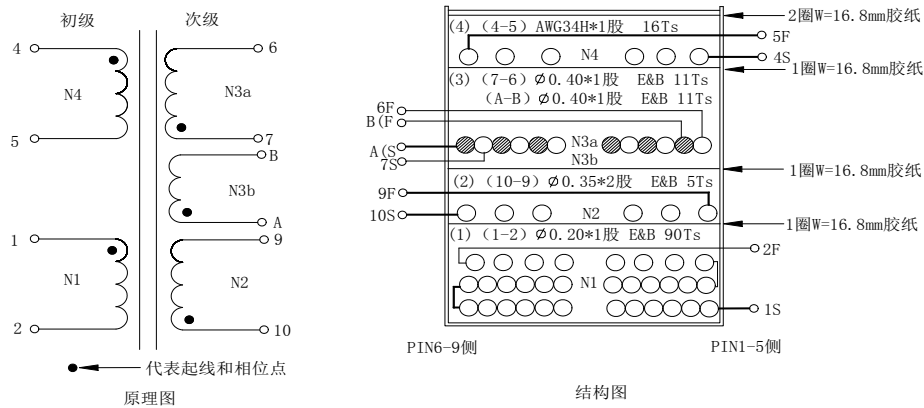 初级
次级
4
5
N4
6
7
N3a
B
A
N3b
1
2
N1
9
10
N2
代表起线和相位点
原理图
(4) (4-5) AWG34H*1股 16Ts
N4
5F
4S
2圈W=16.8mm胶纸
1圈W=16.8mm胶纸
(3) (7-6) Ø0.40*1股 E&B 11Ts
(A-B) Ø0.40*1股 E&B 11Ts
6F
B(F
A(S
7S
N3a
N3b
1圈W=16.8mm胶纸
(2) (10-9) Ø0.35*2股 E&B 5Ts
9F
10S
N2
1圈W=16.8mm胶纸
(1) (1-2) Ø0.20*1股 E&B 90Ts
2F
N1
1S
PIN6-9侧
PIN1-5侧
结构图